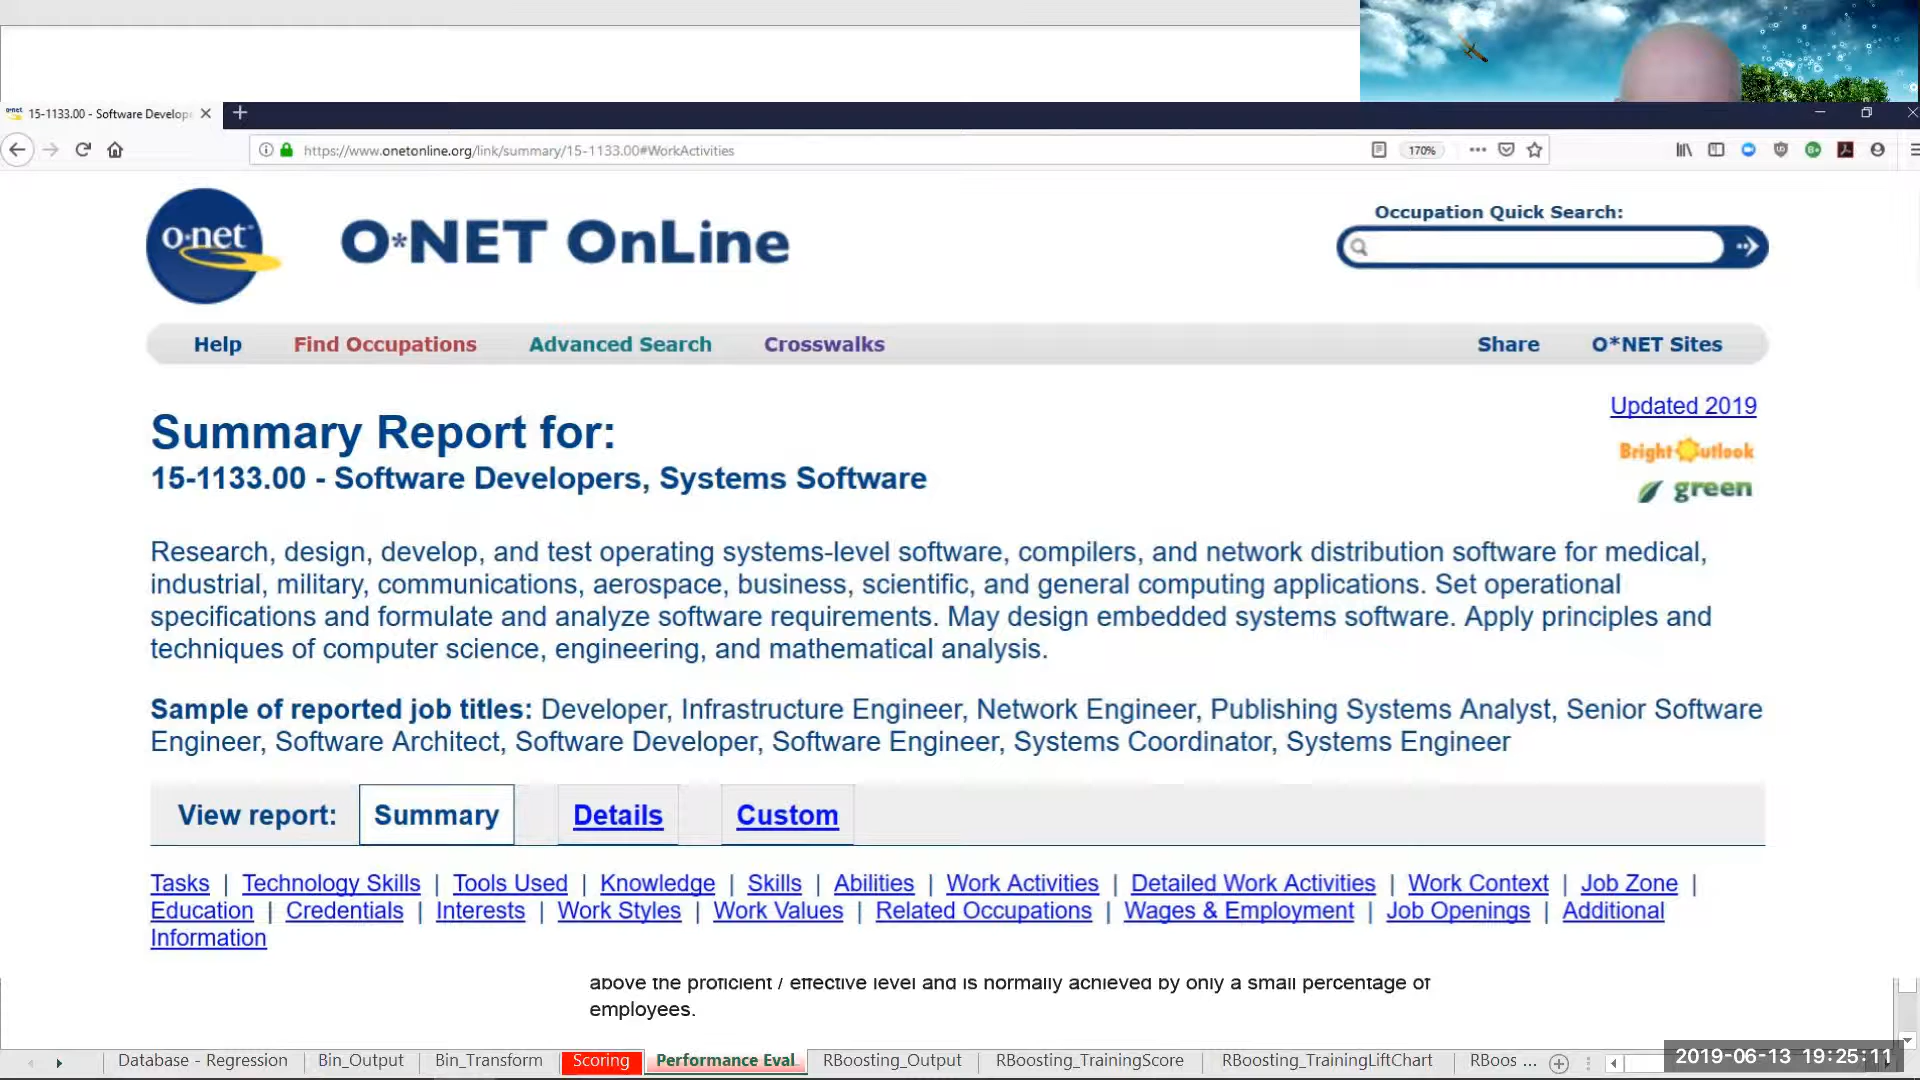 15-1133.00 - Software Develop
https://www.onetonline.org/link/summary/15-1133.00#WorkActivities
170%
o·net
O*NET OnLine
Occupation Quick Search:
Help
Find Occupations
Advanced Search
Crosswalks
Share
O*NET Sites
Updated 2019
Summary Report for:
Bright Outlook
15-1133.00 - Software Developers, Systems Software
green
Research, design, develop, and test operating systems-level software, compilers, and network distribution software for medical,
industrial, military, communications, aerospace, business, scientific, and general computing applications. Set operational
specifications and formulate and analyze software requirements. May design embedded systems software. Apply principles and
techniques of computer science, engineering, and mathematical analysis.
Sample of reported job titles: Developer, Infrastructure Engineer, Network Engineer, Publishing Systems Analyst, Senior Software
Engineer, Software Architect, Software Developer, Software Engineer, Systems Coordinator, Systems Engineer
View report: Summary Details Custom
Tasks | Technology Skills | Tools Used | Knowledge | Skills | Abilities | Work Activities | Detailed Work Activities | Work Context | Job Zone |
Education | Credentials | Interests | Work Styles | Work Values | Related Occupations | Wages & Employment | Job Openings | Additional
Information
above the proficient / effective level and is normally achieved by only a small percentage of
employees.
Database - Regression
Bin_Output
Bin_Transform
Scoring
Performance Eval
RBoosting_Output
RBoosting_TrainingScore
RBoosting_TrainingLiftChart
RBoos ...
2019-06-13 19:25:11